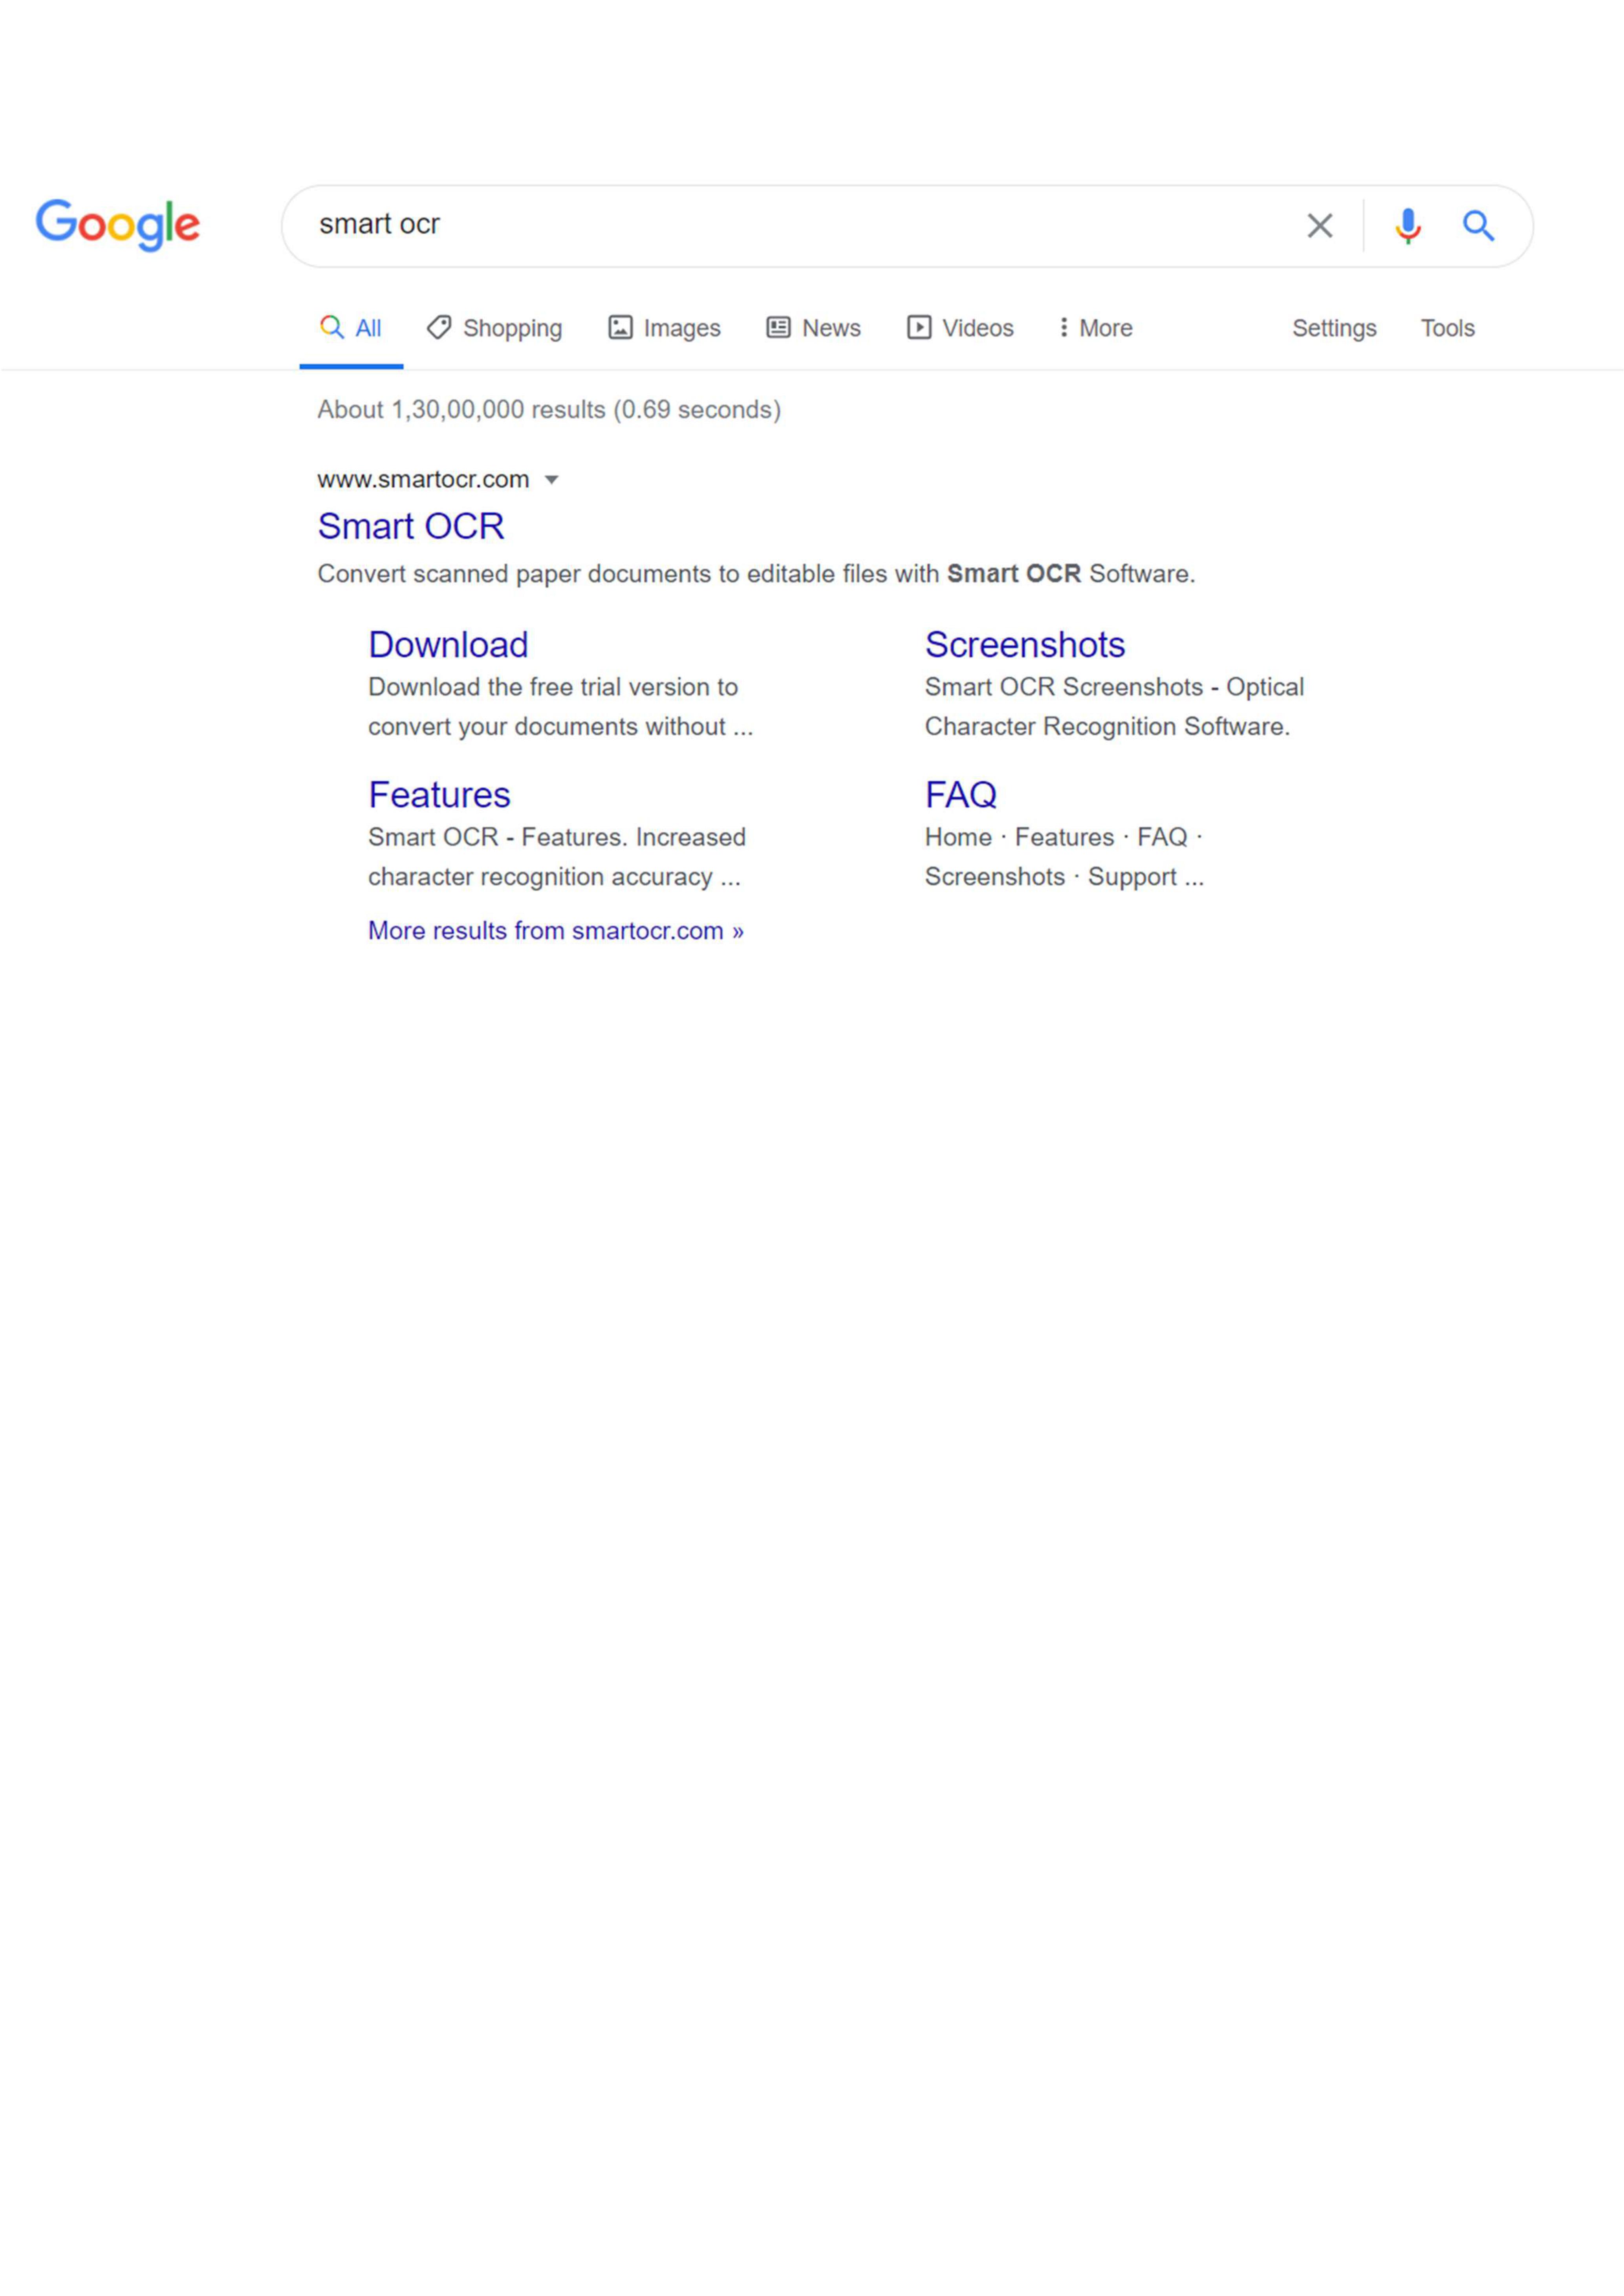 Google
smart ocr
All Shopping Images News Videos More Settings Tools
About 1,30,00,000 results (0.69 seconds)
www.smartocr.com
Smart OCR
Convert scanned paper documents to editable files with Smart OCR Software.
Download
Download the free trial version to
convert your documents without ...
Screenshots
Smart OCR Screenshots - Optical
Character Recognition Software.
Features
Smart OCR - Features. Increased
character recognition accuracy ...
FAQ
Home · Features · FAQ ·
Screenshots · Support ...
More results from smartocr.com »